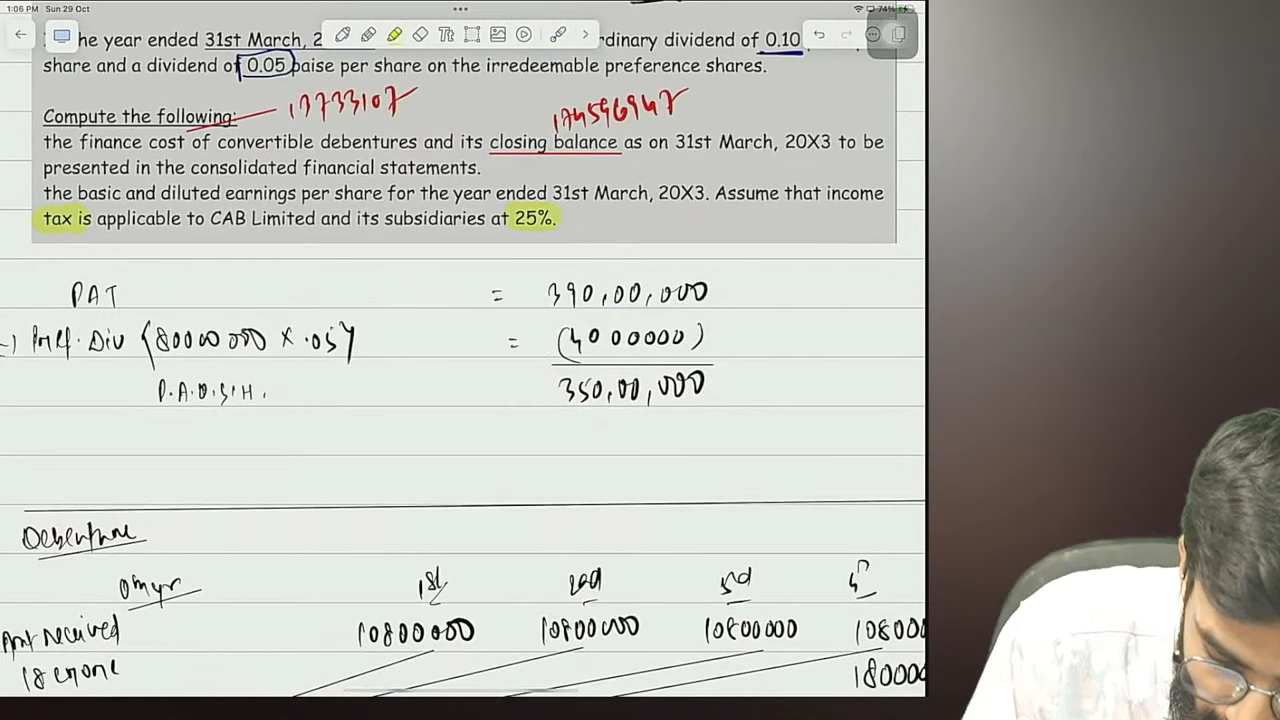 1:06 PM Sun 29 Oct
74%
he year ended 31st March, 2 rdinary dividend of 0.10
share and a dividend of 0.05 paise per share on the irredeemable preference shares.
Compute the following: 17733107
174596947
the finance cost of convertible debentures and its closing balance as on 31st March, 20X3 to be
presented in the consolidated financial statements.
the basic and diluted earnings per share for the year ended 31st March, 20X3. Assume that income
tax is applicable to CAB Limited and its subsidiaries at 25%.
PAT = 390,00,000
(-) Pref. Div {80000000 X .05} = (4000000)
P.A.O.S.H. 350,00,000
Debenture
0m yr 1st 2nd 3rd
Amt received 10800000 10800000 10800000 108000
18 crore 180000